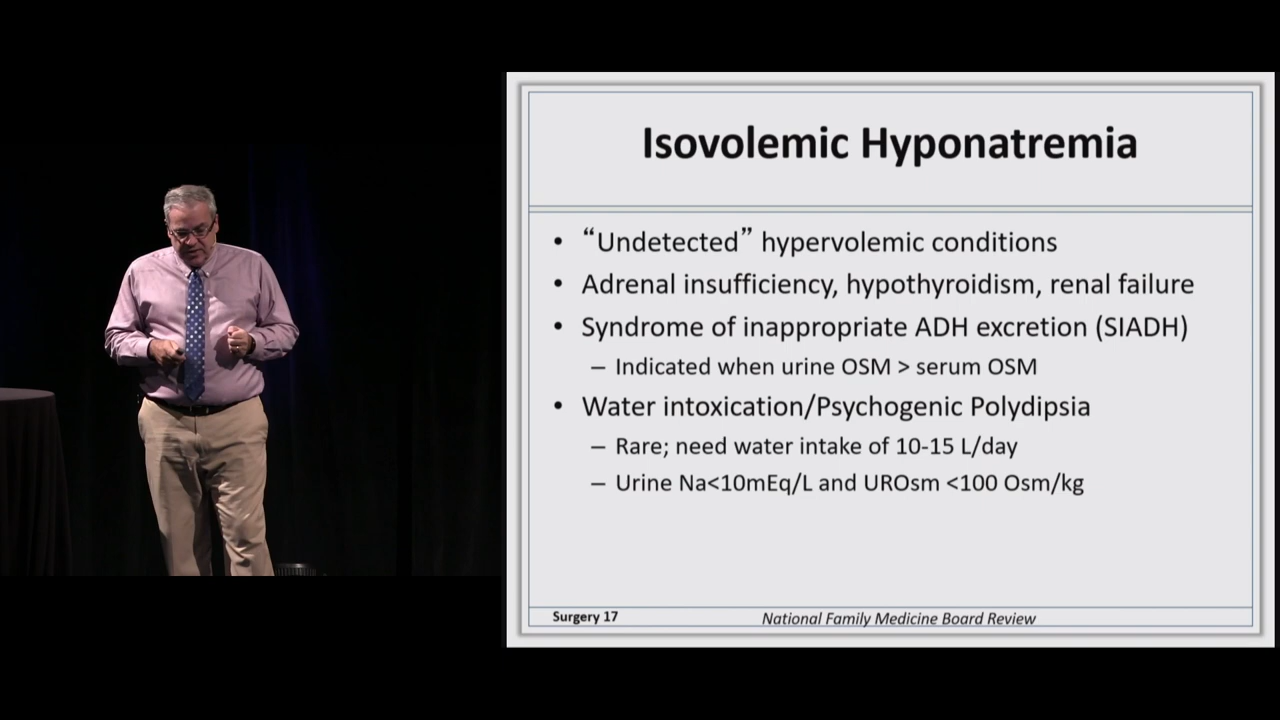 Isovolemic Hyponatremia
• “Undetected” hypervolemic conditions
• Adrenal insufficiency, hypothyroidism, renal failure
• Syndrome of inappropriate ADH excretion (SIADH)
– Indicated when urine OSM > serum OSM
• Water intoxication/Psychogenic Polydipsia
– Rare; need water intake of 10-15 L/day
– Urine Na<10mEq/L and UROsm <100 Osm/kg
Surgery 17
National Family Medicine Board Review